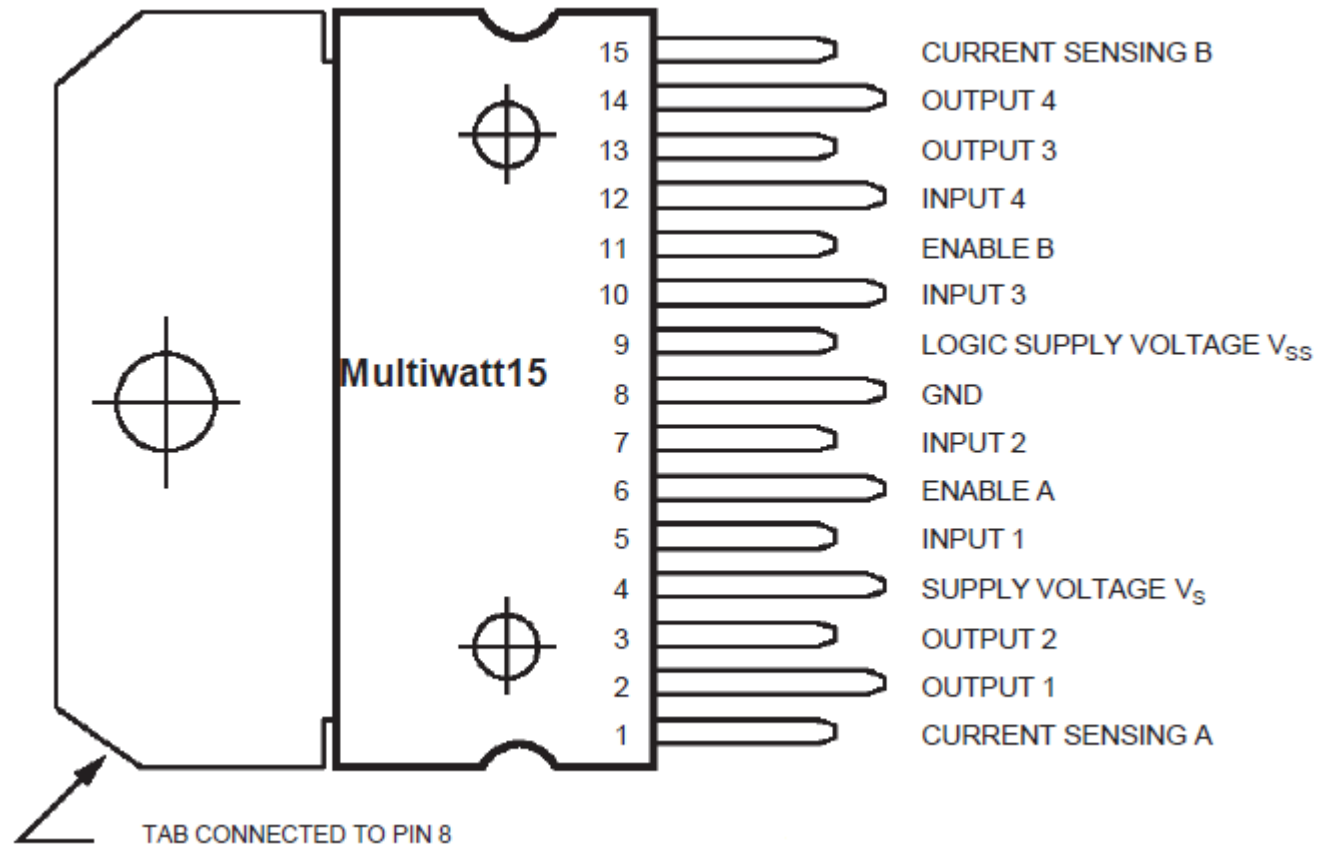 15 CURRENT SENSING B
14 OUTPUT 4
13 OUTPUT 3
12 INPUT 4
11 ENABLE B
10 INPUT 3
9 LOGIC SUPPLY VOLTAGE VSS
Multiwatt15
8 GND
7 INPUT 2
6 ENABLE A
5 INPUT 1
4 SUPPLY VOLTAGE VS
3 OUTPUT 2
2 OUTPUT 1
1 CURRENT SENSING A
TAB CONNECTED TO PIN 8